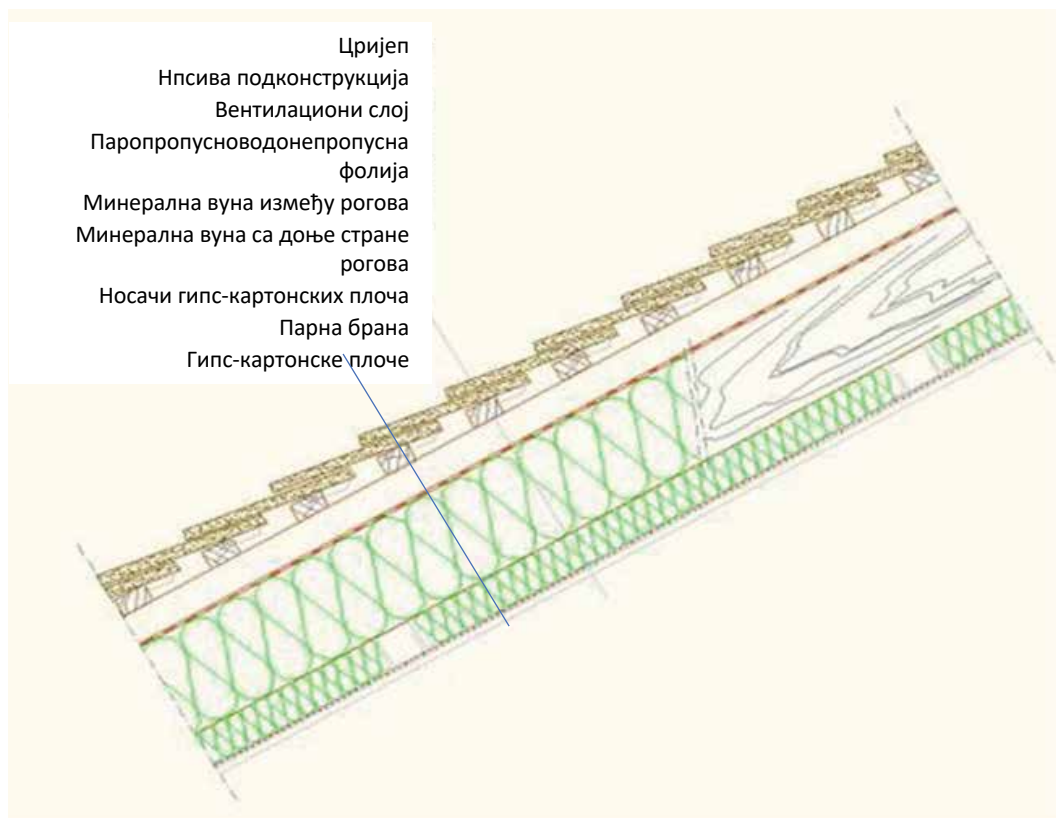 Цријеп
Нпсива подконструкција
Вентилациони слој
Паропропусноводонепропусна
фолија
Минерална вуна између рогова
Минерална вуна са доње стране
рогова
Носачи гипс-картонских плоча
Парна брана
Гипс-картонске плоче